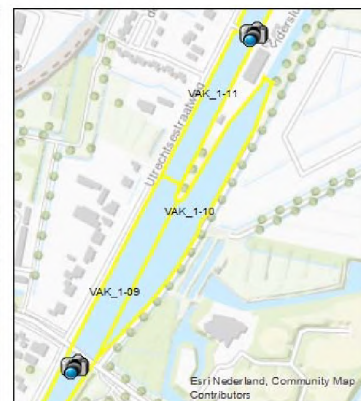 VAK_1-11
Utrechtsestraatweg
VAK_1-10
VAK_1-09
Esri Nederland, Community Map
Contributors